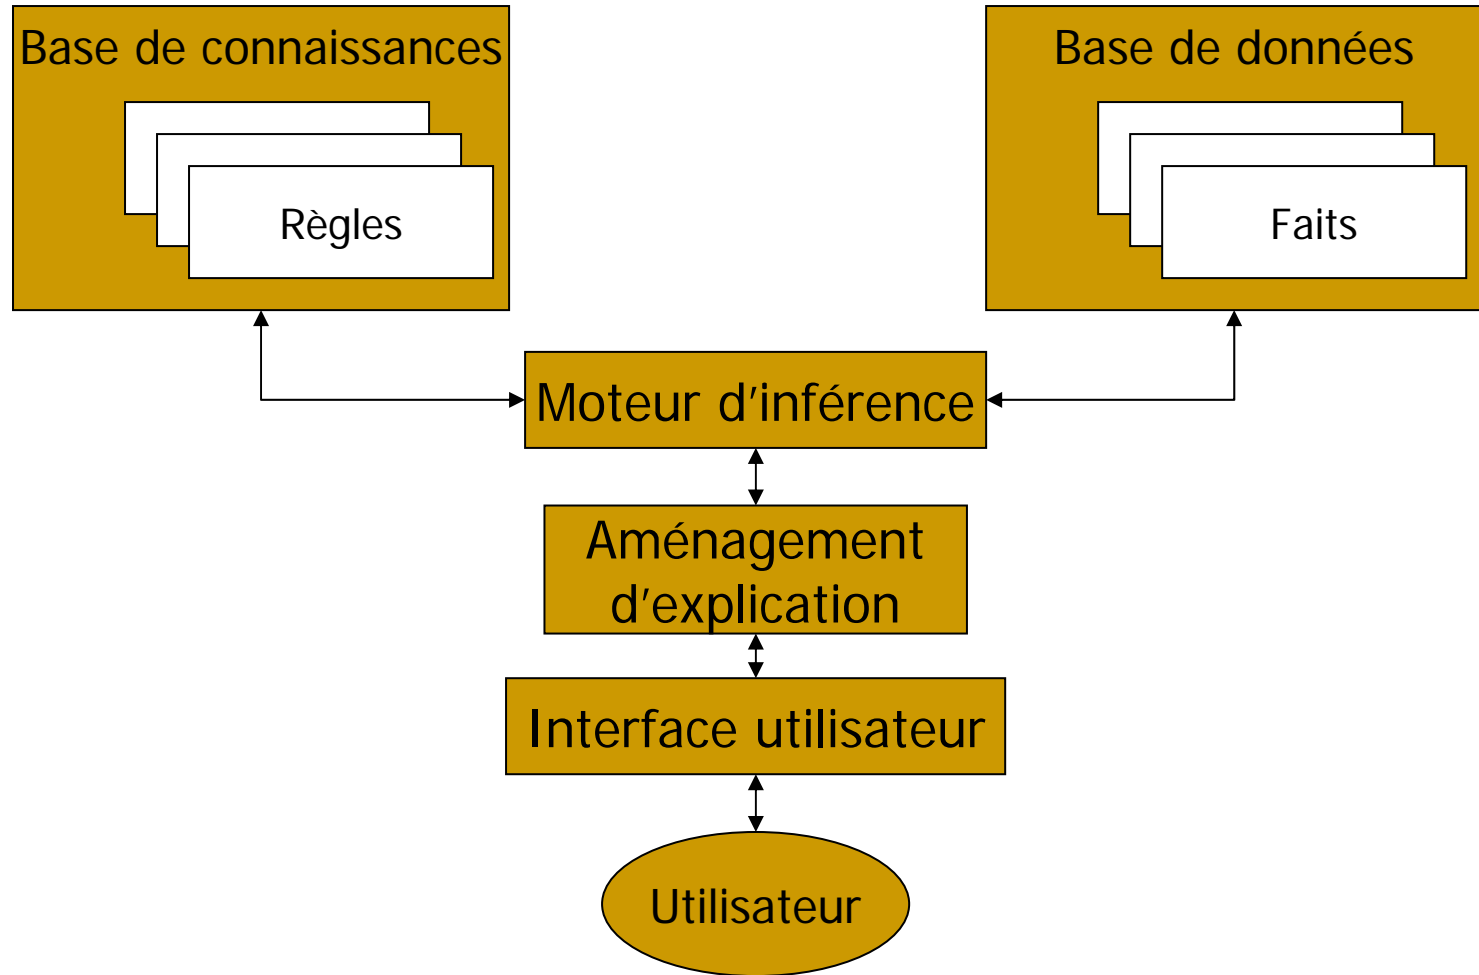 Base de connaissances
Règles
Base de données
Faits
Moteur d'inférence
Aménagement
d'explication
Interface utilisateur
Utilisateur